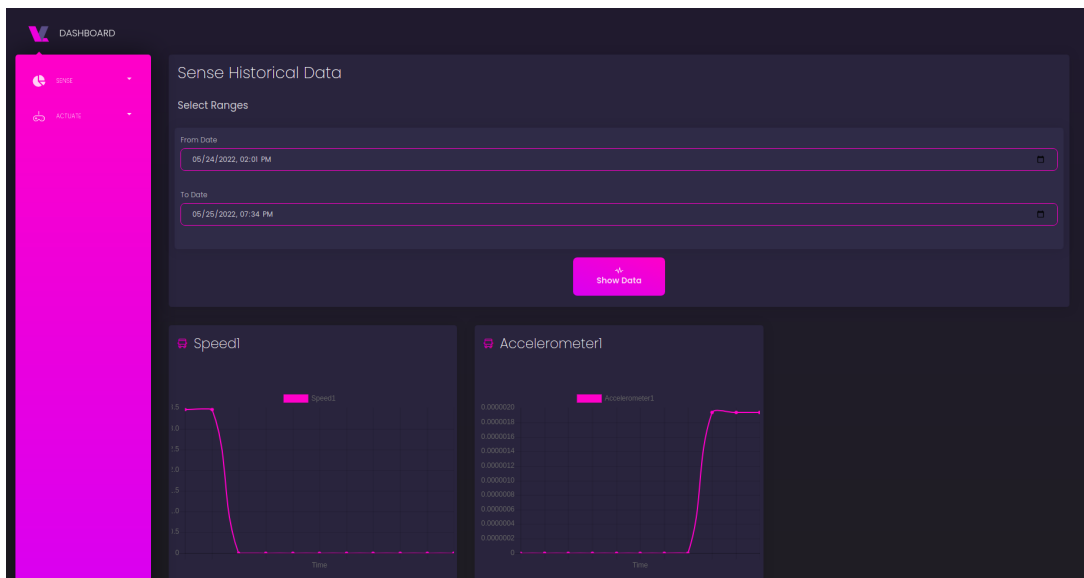 DASHBOARD
SENSE
ACTUATE
Sense Historical Data
Select Ranges
From Date
05/24/2022, 02:01 PM
To Date
05/25/2022, 07:34 PM
Show Data
Speed1
Speed1
0
Time
Accelerometer1
Accelerometer1
0.0000020
0.0000018
0.0000016
0.0000014
0.0000012
0.0000010
0.0000008
0.0000006
0.0000004
0.0000002
0
Time